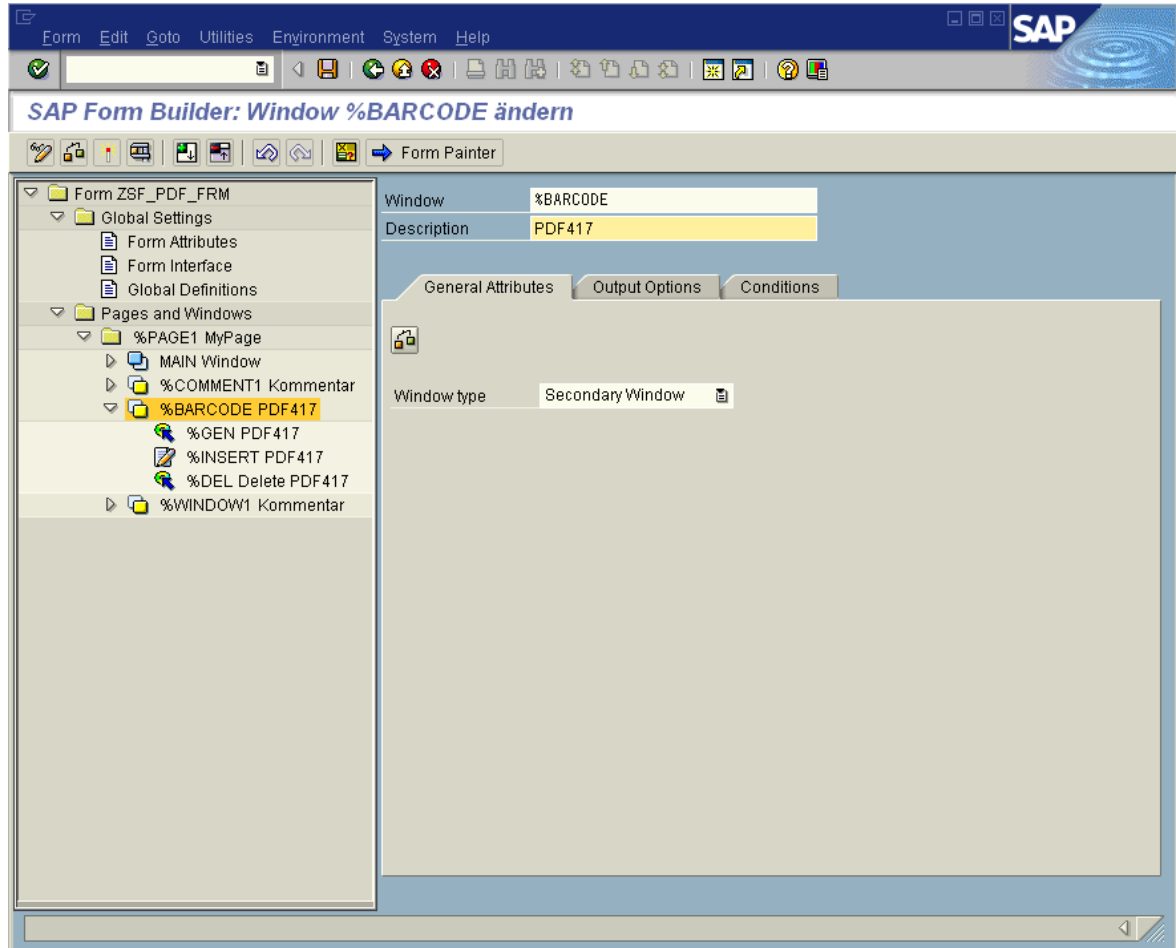 Form Edit Goto Utilities Environment System Help
SAP
SAP Form Builder: Window %BARCODE ändern
Form Painter
Form ZSF_PDF_FRM
Global Settings
Form Attributes
Form Interface
Global Definitions
Pages and Windows
%PAGE1 MyPage
MAIN Window
%COMMENT1 Kommentar
%BARCODE PDF417
%GEN PDF417
%INSERT PDF417
%DEL Delete PDF417
%WINDOW1 Kommentar
Window %BARCODE
Description PDF417
General Attributes Output Options Conditions
Window type Secondary Window